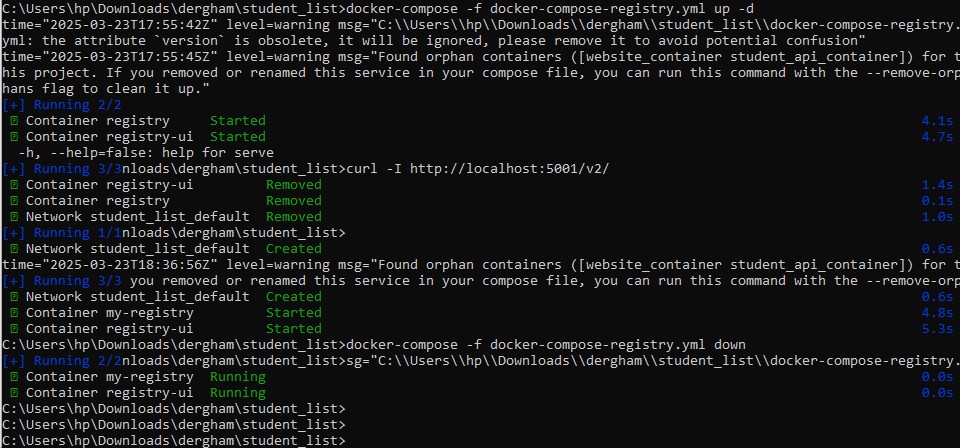 C:\Users\hp\Downloads\dergham\student_list>docker-compose -f docker-compose-registry.yml up -d
time="2025-03-23T17:55:42Z" level=warning msg="C:\\Users\\hp\\Downloads\\dergham\\student_list\\docker-compose-registry.
yml: the attribute `version` is obsolete, it will be ignored, please remove it to avoid potential confusion"
time="2025-03-23T17:55:45Z" level=warning msg="Found orphan containers ([website_container student_api_container]) for t
his project. If you removed or renamed this service in your compose file, you can run this command with the --remove-orp
hans flag to clean it up."
[+] Running 2/2
Container registry Started 4.1s
Container registry-ui Started 4.7s
-h, --help=false: help for serve
[+] Running 3/3nloads\dergham\student_list>curl -I http://localhost:5001/v2/
Container registry-ui Removed 1.4s
Container registry Removed 0.1s
Network student_list_default Removed 1.0s
[+] Running 1/1nloads\dergham\student_list>
Network student_list_default Created 0.6s
time="2025-03-23T18:36:56Z" level=warning msg="Found orphan containers ([website_container student_api_container]) for t
[+] Running 3/3 you removed or renamed this service in your compose file, you can run this command with the --remove-orp
Network student_list_default Created 0.6s
Container my-registry Started 4.8s
Container registry-ui Started 5.3s
C:\Users\hp\Downloads\dergham\student_list>docker-compose -f docker-compose-registry.yml down
[+] Running 2/2nloads\dergham\student_list>sg="C:\\Users\\hp\\Downloads\\dergham\\student_list\\docker-compose-registry.
Container my-registry Running 0.0s
Container registry-ui Running 0.0s
C:\Users\hp\Downloads\dergham\student_list>
C:\Users\hp\Downloads\dergham\student_list>
C:\Users\hp\Downloads\dergham\student_list>